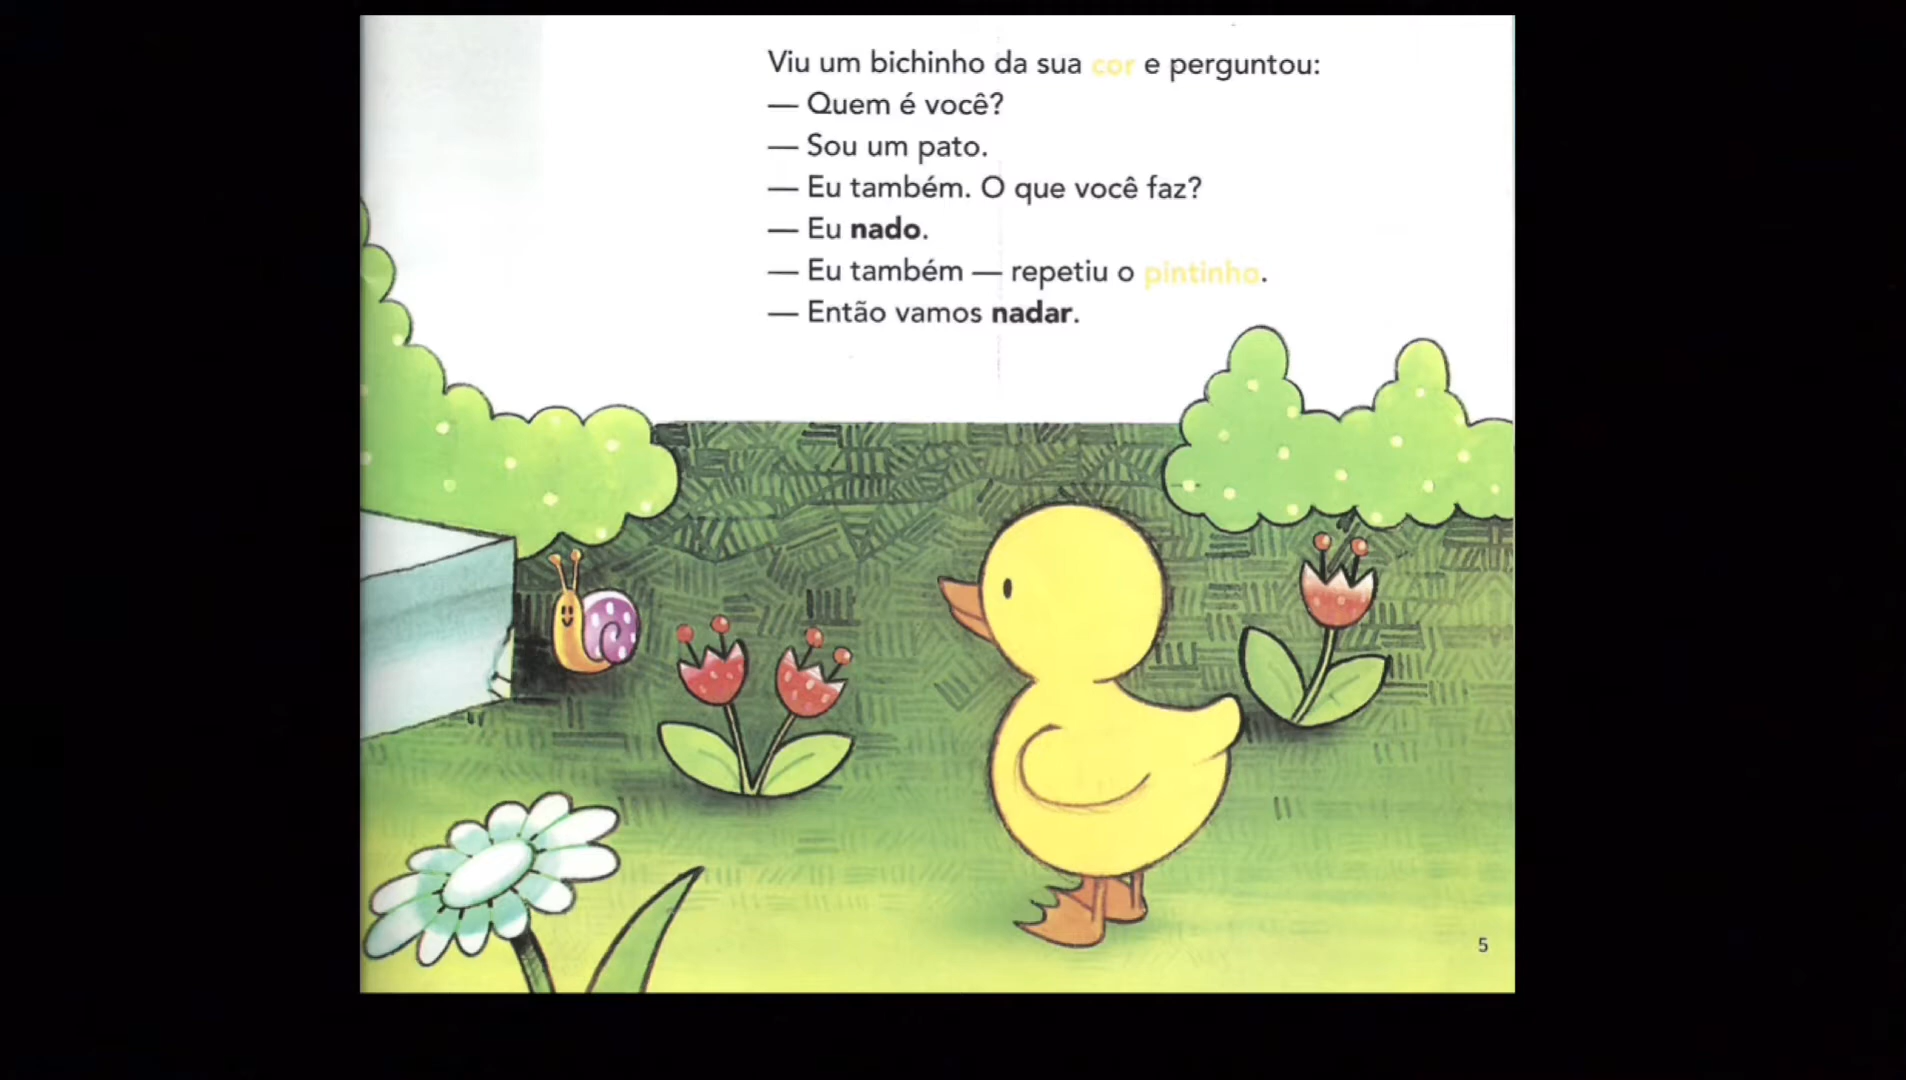 Viu um bichinho da sua cor e perguntou:
— Quem é você?
— Sou um pato.
— Eu também. O que você faz?
— Eu nado.
— Eu também — repetiu o pintinho.
— Então vamos nadar.
5